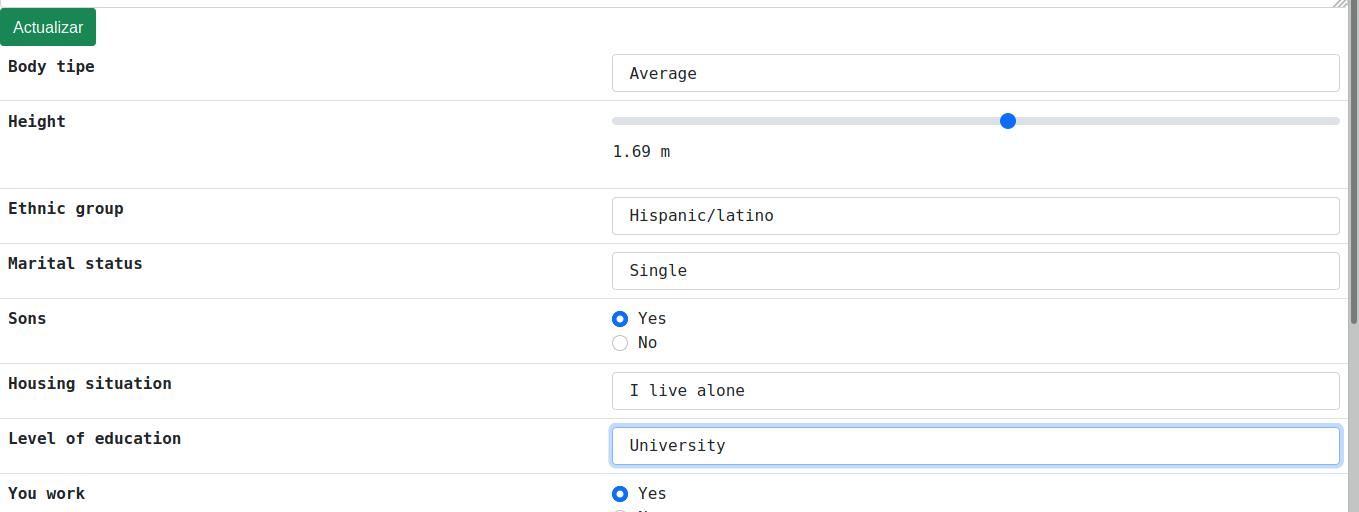 Actualizar
Body tipe
Average
Height
1.69 m
Ethnic group
Hispanic/latino
Marital status
Single
Sons
Yes
No
Housing situation
I live alone
Level of education
University
You work
Yes